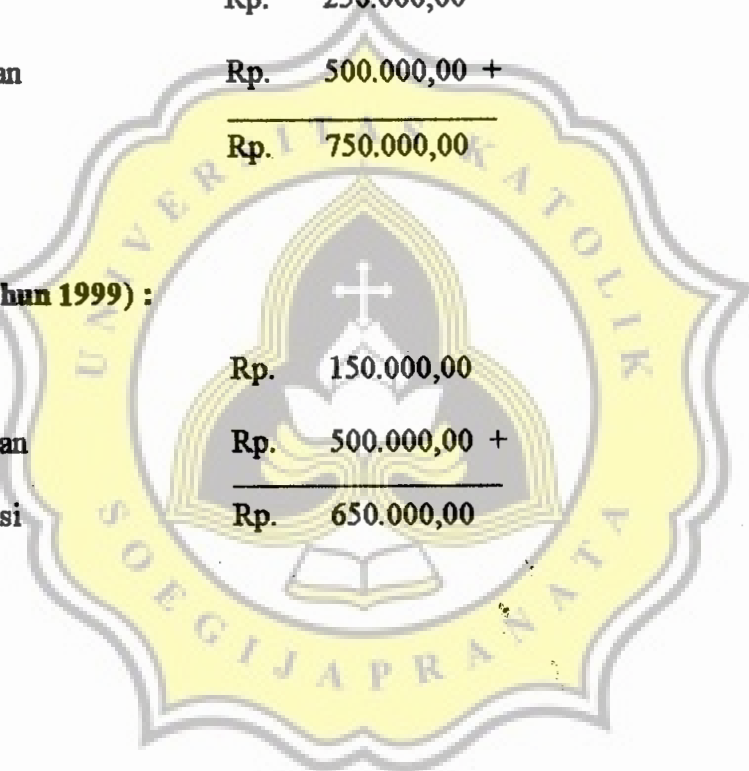 Rp. 250.000,00
an Rp. 500.000,00 +
Rp. 750.000,00
hun 1999) :
Rp. 150.000,00
an Rp. 500.000,00 +
si Rp. 650.000,00
UNIVERSITAS KATOLIK
SOEGIJAPRANATA